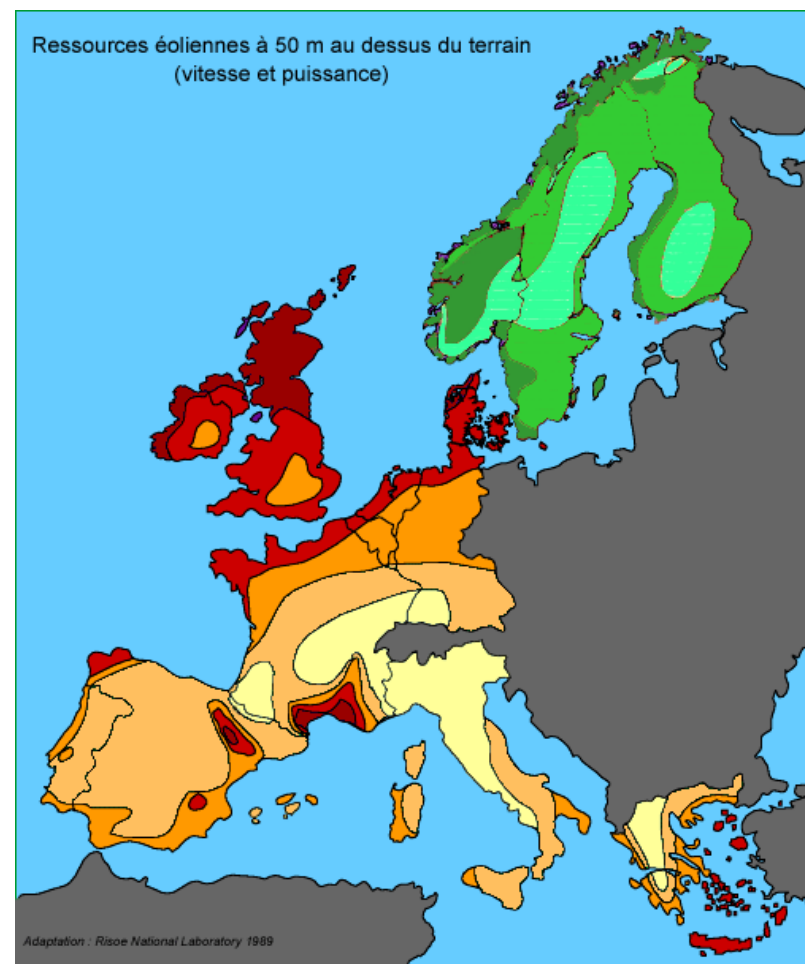 Ressources éoliennes à 50 m au dessus du terrain
(vitesse et puissance)
Adaptation : Risoe National Laboratory 1989